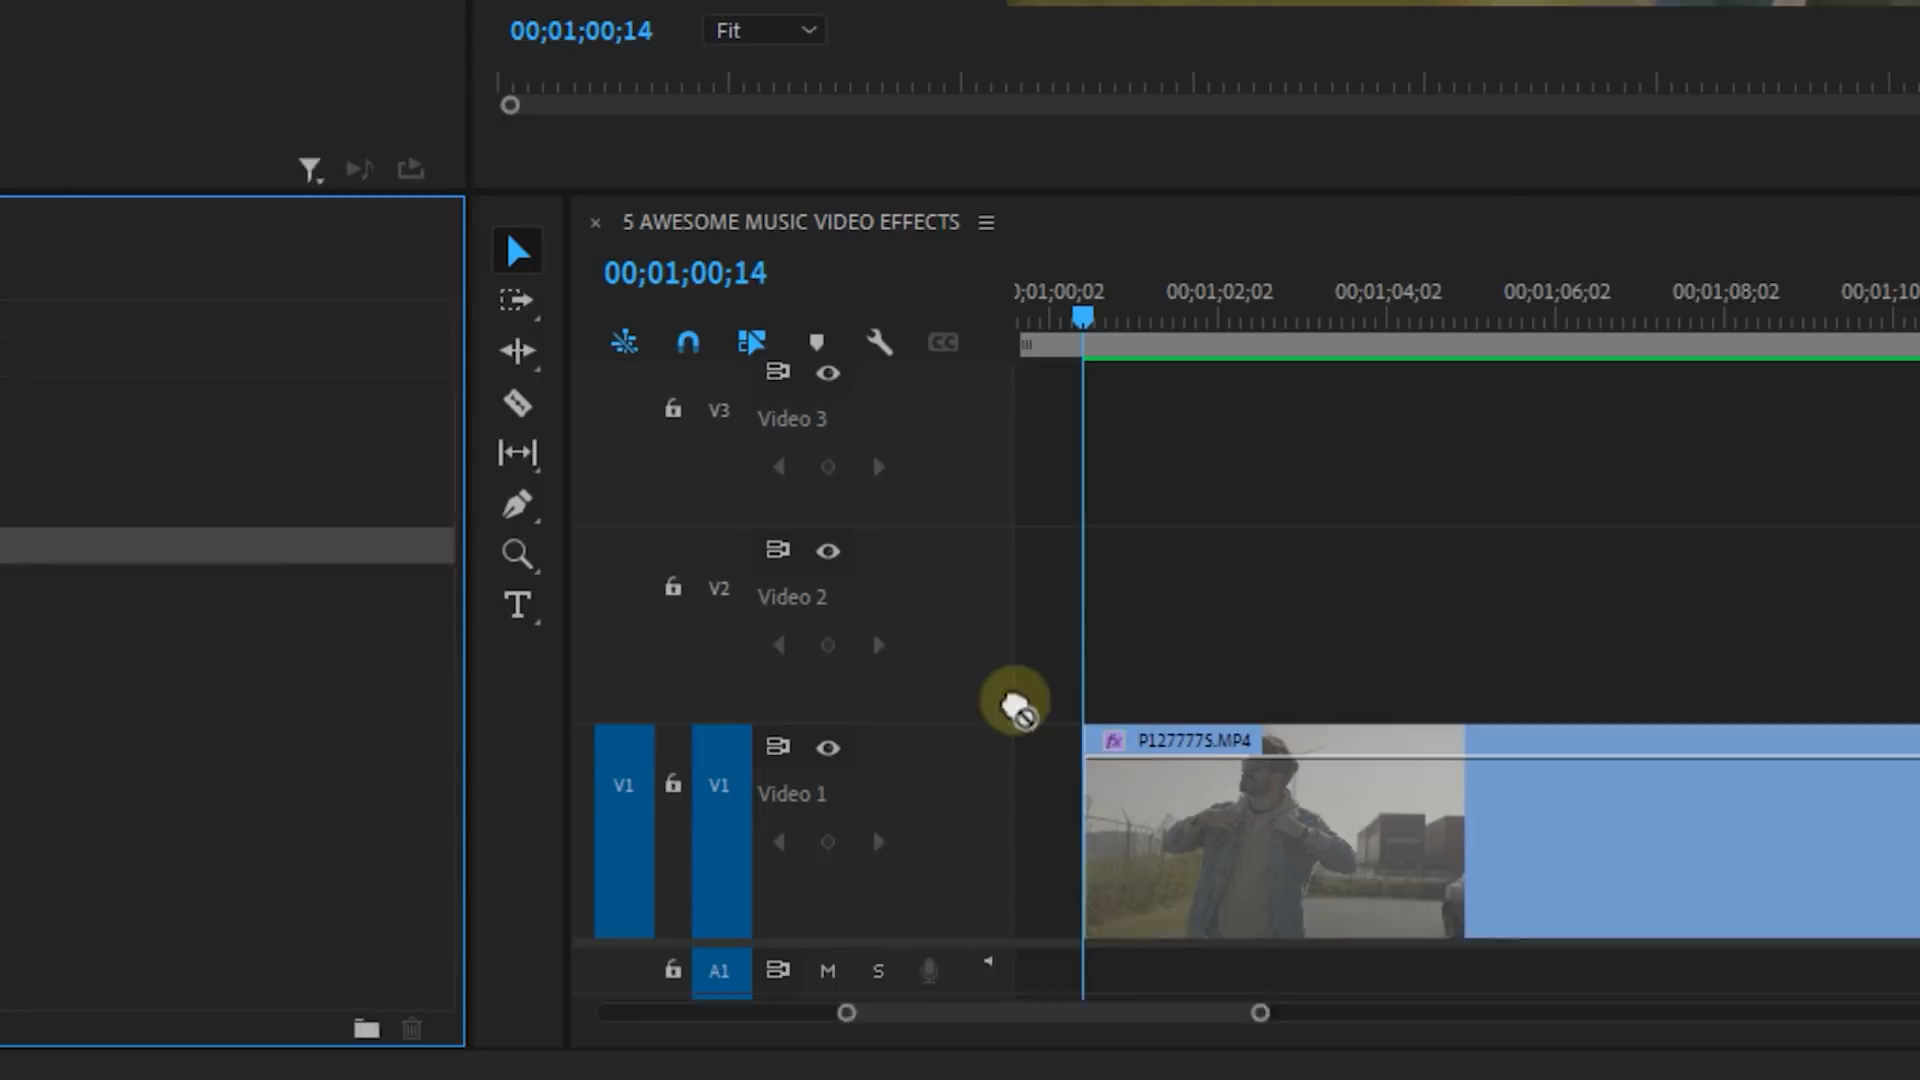 00;01;00;14 Fit
5 AWESOME MUSIC VIDEO EFFECTS
00;01;00;14
;01;00;02 00;01;02;02 00;01;04;02 00;01;06;02 00;01;08;02 00;01;10
CC
V3 Video 3
V2 Video 2
fx P1277775.MP4
V1 V1 Video 1
A1 M S